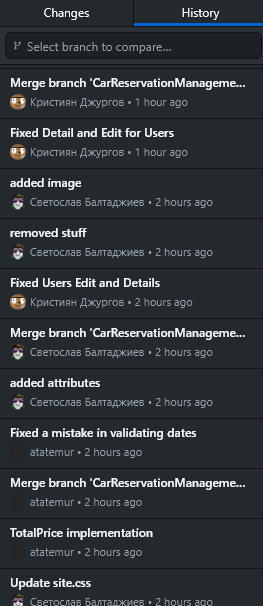 Changes
History
Select branch to compare...
Merge branch 'CarReservationManageme...
Кристиян Джургов • 1 hour ago
Fixed Detail and Edit for Users
Кристиян Джургов • 1 hour ago
added image
Светослав Балтаджиев • 2 hours ago
removed stuff
Светослав Балтаджиев • 2 hours ago
Fixed Users Edit and Details
Кристиян Джургов • 2 hours ago
Merge branch 'CarReservationManageme...
Светослав Балтаджиев • 2 hours ago
added attributes
Светослав Балтаджиев • 2 hours ago
Fixed a mistake in validating dates
atatemur • 2 hours ago
Merge branch 'CarReservationManageme...
atatemur • 2 hours ago
TotalPrice implementation
atatemur • 2 hours ago
Update site.css
Светослав Балтаджиев • 2 hours ago